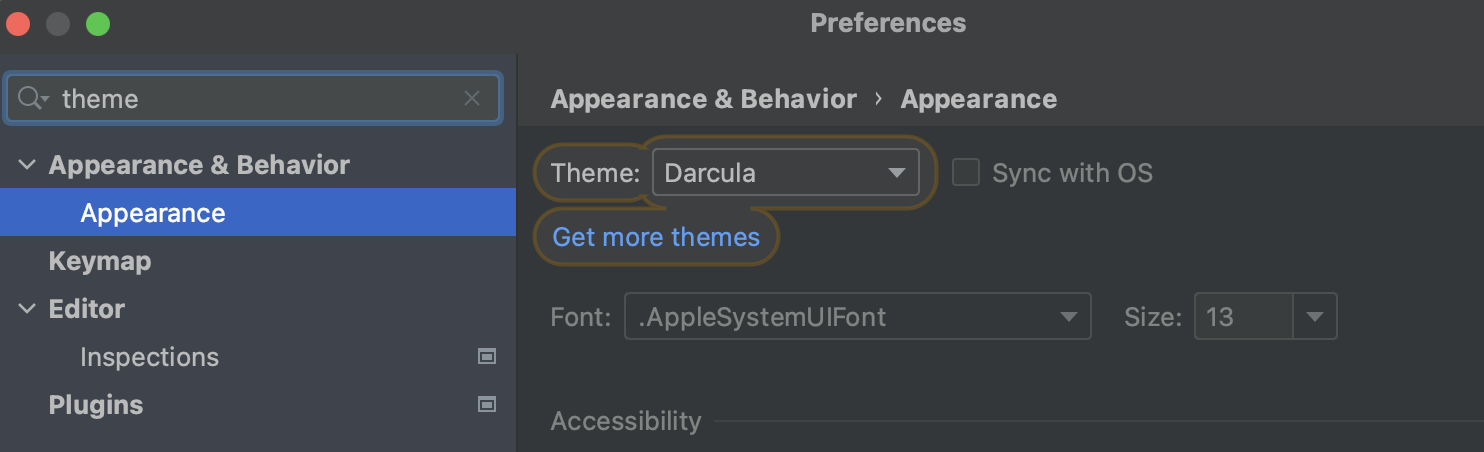 Preferences
theme
Appearance & Behavior
Appearance
Keymap
Editor
Inspections
Plugins
Appearance & Behavior › Appearance
Theme: Darcula Sync with OS
Get more themes
Font: .AppleSystemUIFont Size: 13
Accessibility